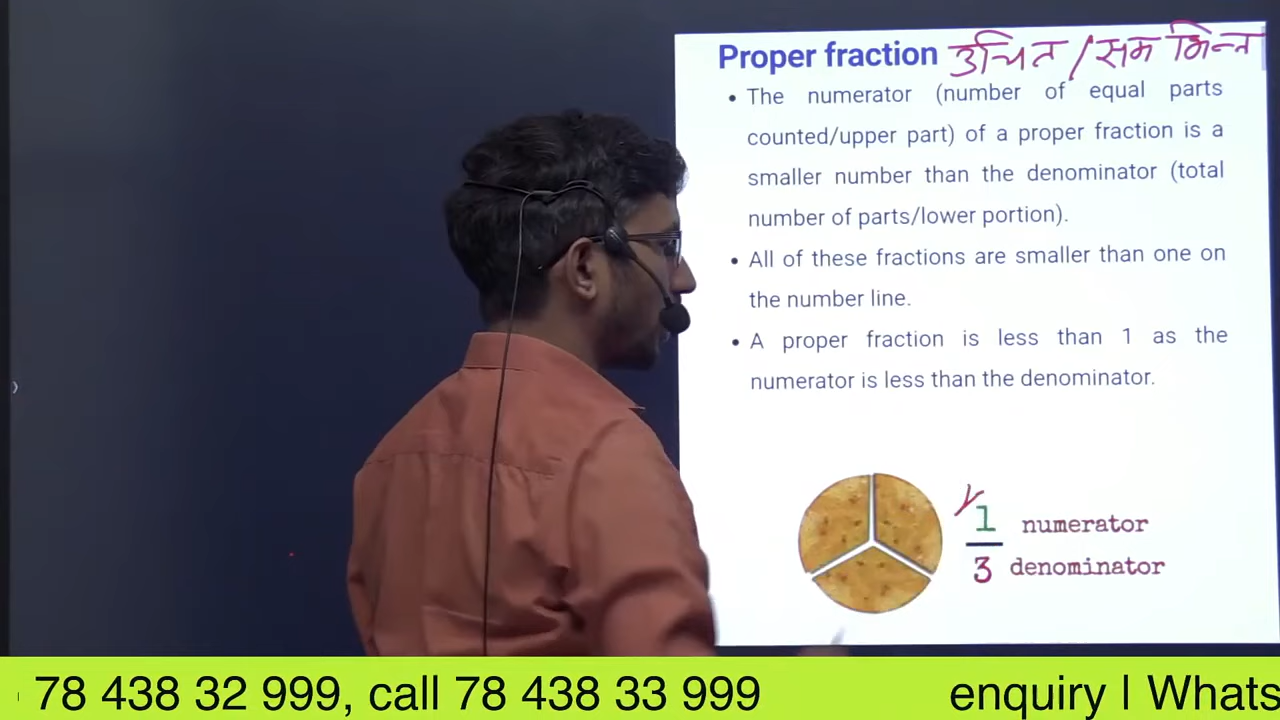 Proper fraction उचित/सम भिन्न
• The numerator (number of equal parts
counted/upper part) of a proper fraction is a
smaller number than the denominator (total
number of parts/lower portion).
• All of these fractions are smaller than one on
the number line.
• A proper fraction is less than 1 as the
numerator is less than the denominator.
1 numerator
3 denominator
78 438 32 999, call 78 438 33 999 enquiry I Whats